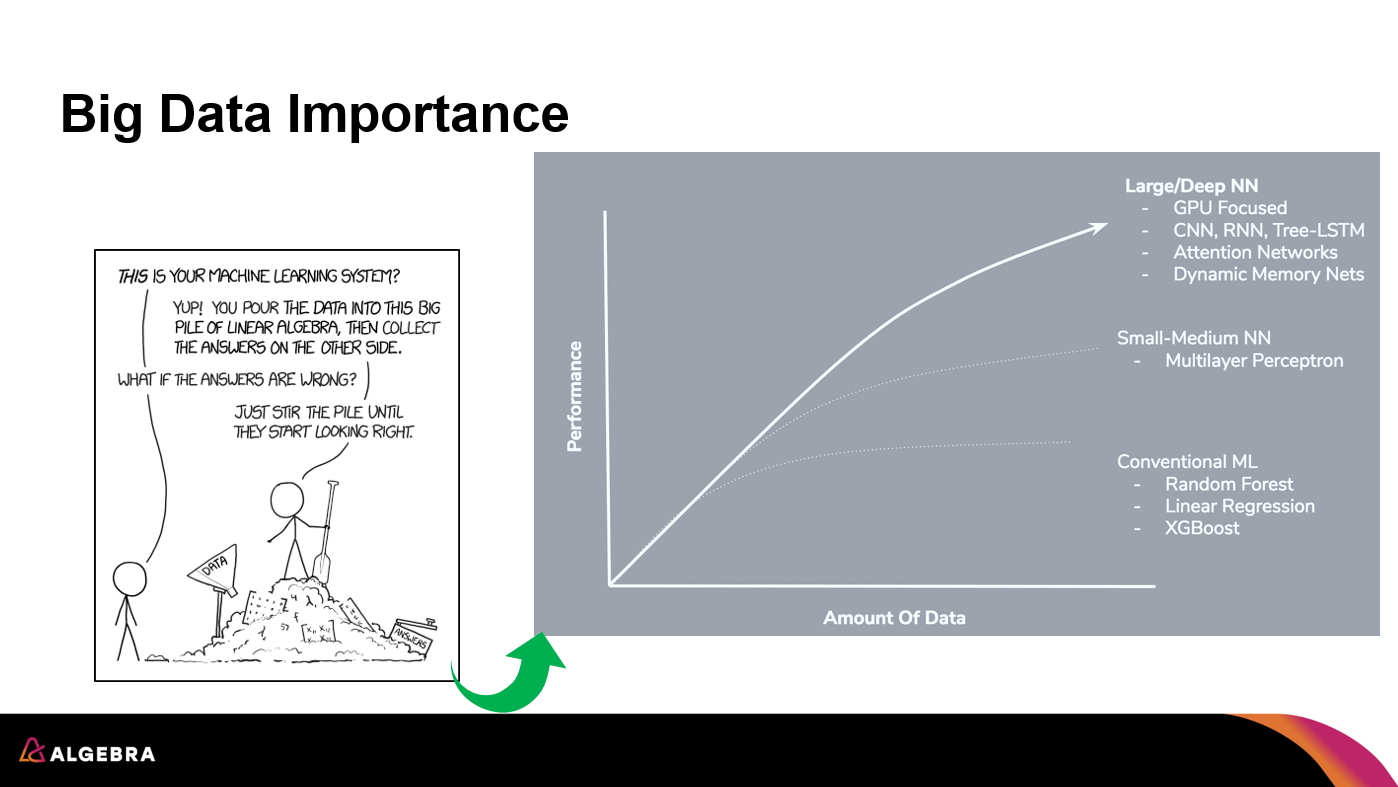 Big Data Importance
THIS IS YOUR MACHINE LEARNING SYSTEM?
YUP! YOU POUR THE DATA INTO THIS BIG
PILE OF LINEAR ALGEBRA, THEN COLLECT
THE ANSWERS ON THE OTHER SIDE.
WHAT IF THE ANSWERS ARE WRONG?
JUST STIR THE PILE UNTIL
THEY START LOOKING RIGHT.
DATA
ANSWERS
Performance
Amount Of Data
Large/Deep NN
- GPU Focused
- CNN, RNN, Tree-LSTM
- Attention Networks
- Dynamic Memory Nets
Small-Medium NN
- Multilayer Perceptron
Conventional ML
- Random Forest
- Linear Regression
- XGBoost
ALGEBRA